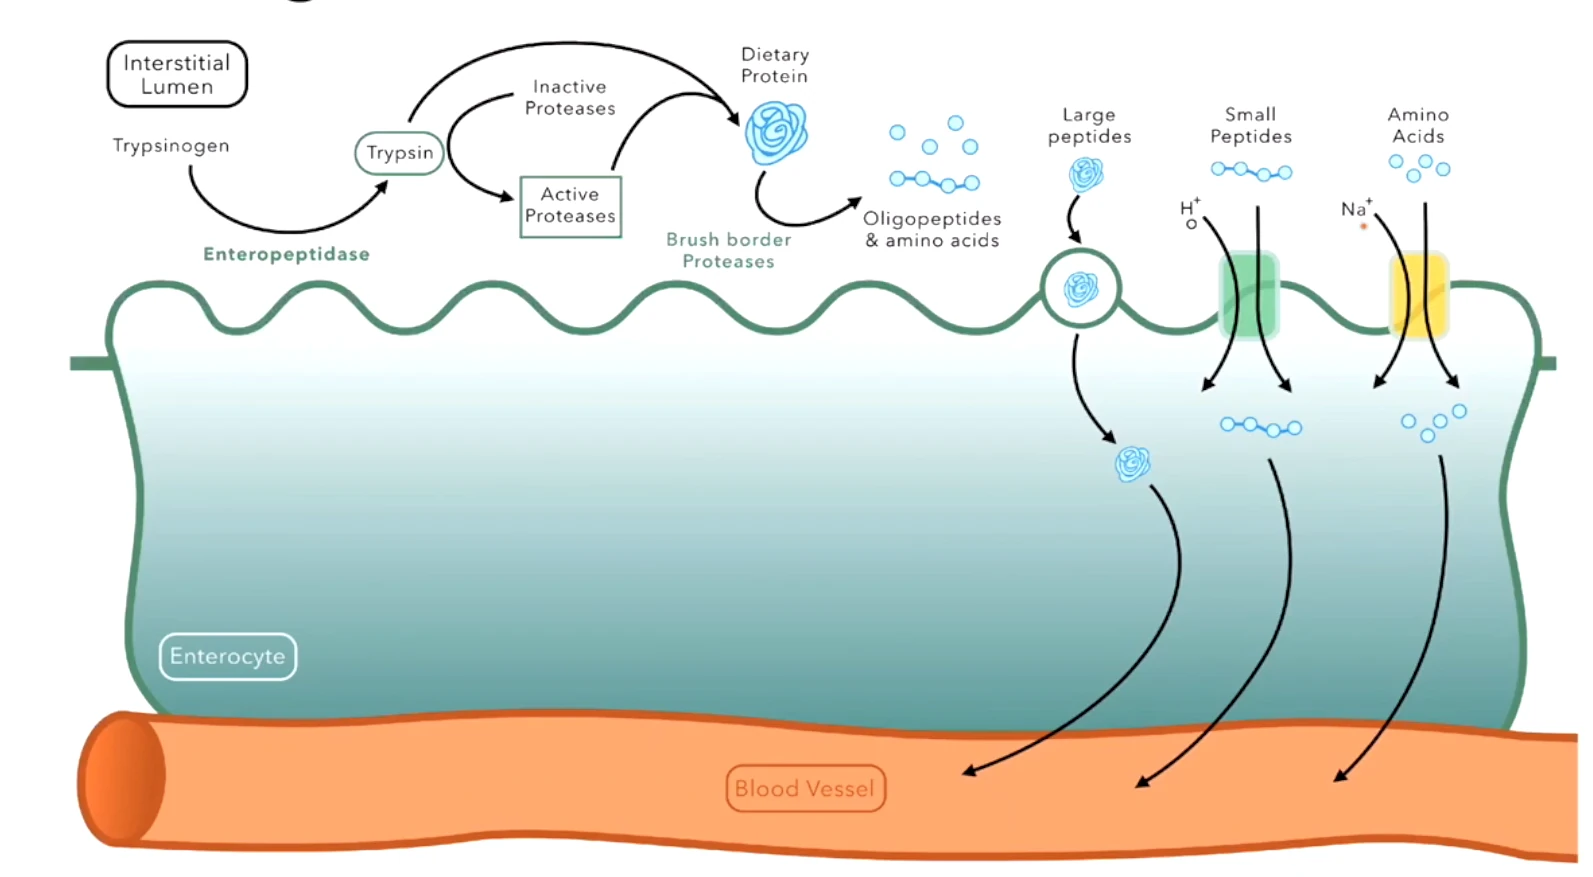 Interstitial
Lumen
Trypsinogen
Enteropeptidase
Trypsin
Inactive
Proteases
Active
Proteases
Dietary
Protein
Brush border
Proteases
Oligopeptides
& amino acids
Large
peptides
Small
Peptides
H+
Amino
Acids
Na+
Enterocyte
Blood Vessel